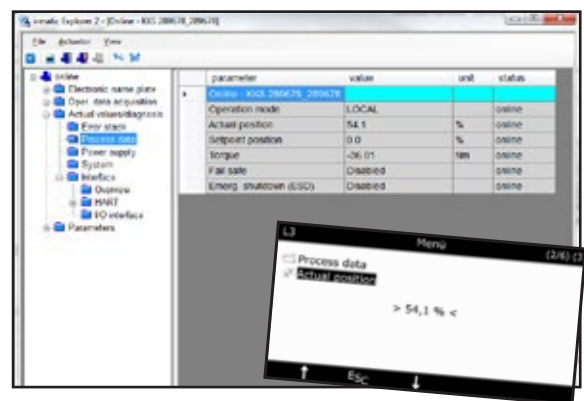 ematic Explorer 2 - [Online - KXS 289678_289678]
File Actuator View
online
Electronic name plate
Oper. data acquisition
Actual values/diagnosis
Error stack
Process data
Power supply
System
Interface
Overview
HART
I/O interface
Parameters
parameter value unit status
Online - KXS 289678_289678
Operation mode LOCAL online
Actual position 54.1 % online
Setpoint position 0.0 % online
Torque -36.01 Nm online
Fail safe Disabled online
Emerg. shutdown (ESD) Disabled online
L3 Menü (2/6)
Process data
Actual position
> 54,1 % <
↑ ESC ↓